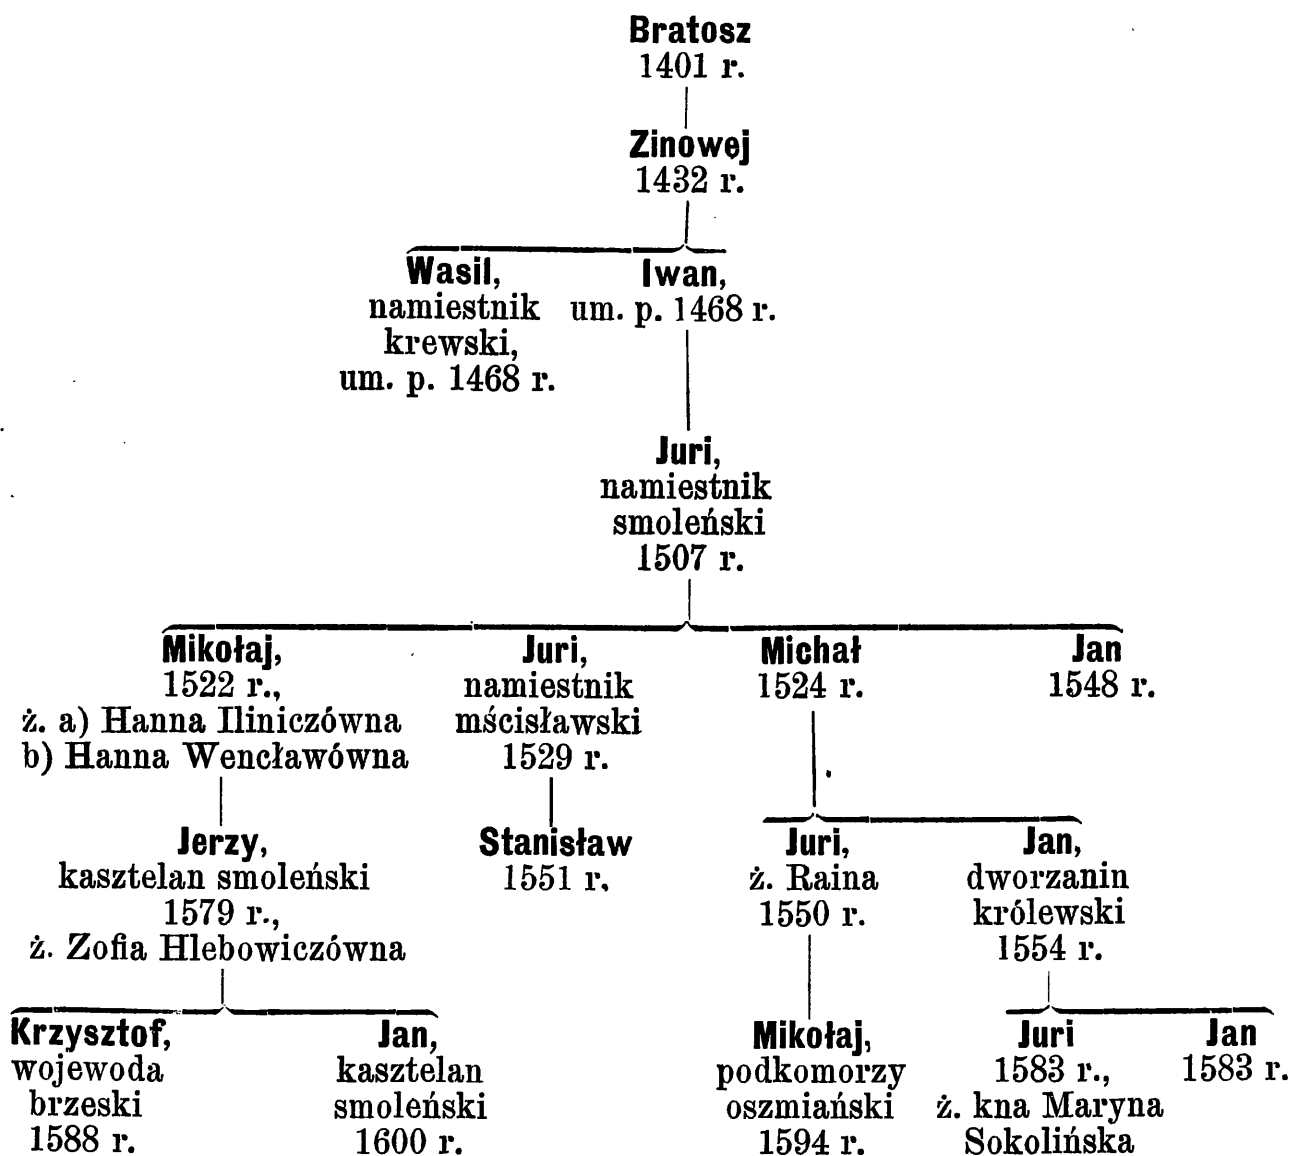 Bratosz
1401 r.
Zinowej
1432 r.
Wasil,
namiestnik
krewski,
um. p. 1468 r.
Iwan,
um. p. 1468 r.
Juri,
namiestnik
smoleński
1507 r.
Mikołaj,
1522 r.,
ż. a) Hanna Iliniczówna
b) Hanna Wencławówna
Juri,
namiestnik
mścisławski
1529 r.
Michał
1524 r.
Jan
1548 r.
Jerzy,
kasztelan smoleński
1579 r.,
ż. Zofia Hlebowiczówna
Stanisław
1551 r.
Juri,
ż. Raina
1550 r.
Jan,
dworzanin
królewski
1554 r.
Krzysztof,
wojewoda
brzeski
1588 r.
Jan,
kasztelan
smoleński
1600 r.
Mikołaj,
podkomorzy
oszmiański
1594 r.
Juri
1583 r.,
ż. kna Maryna
Sokolińska
Jan
1583 r.